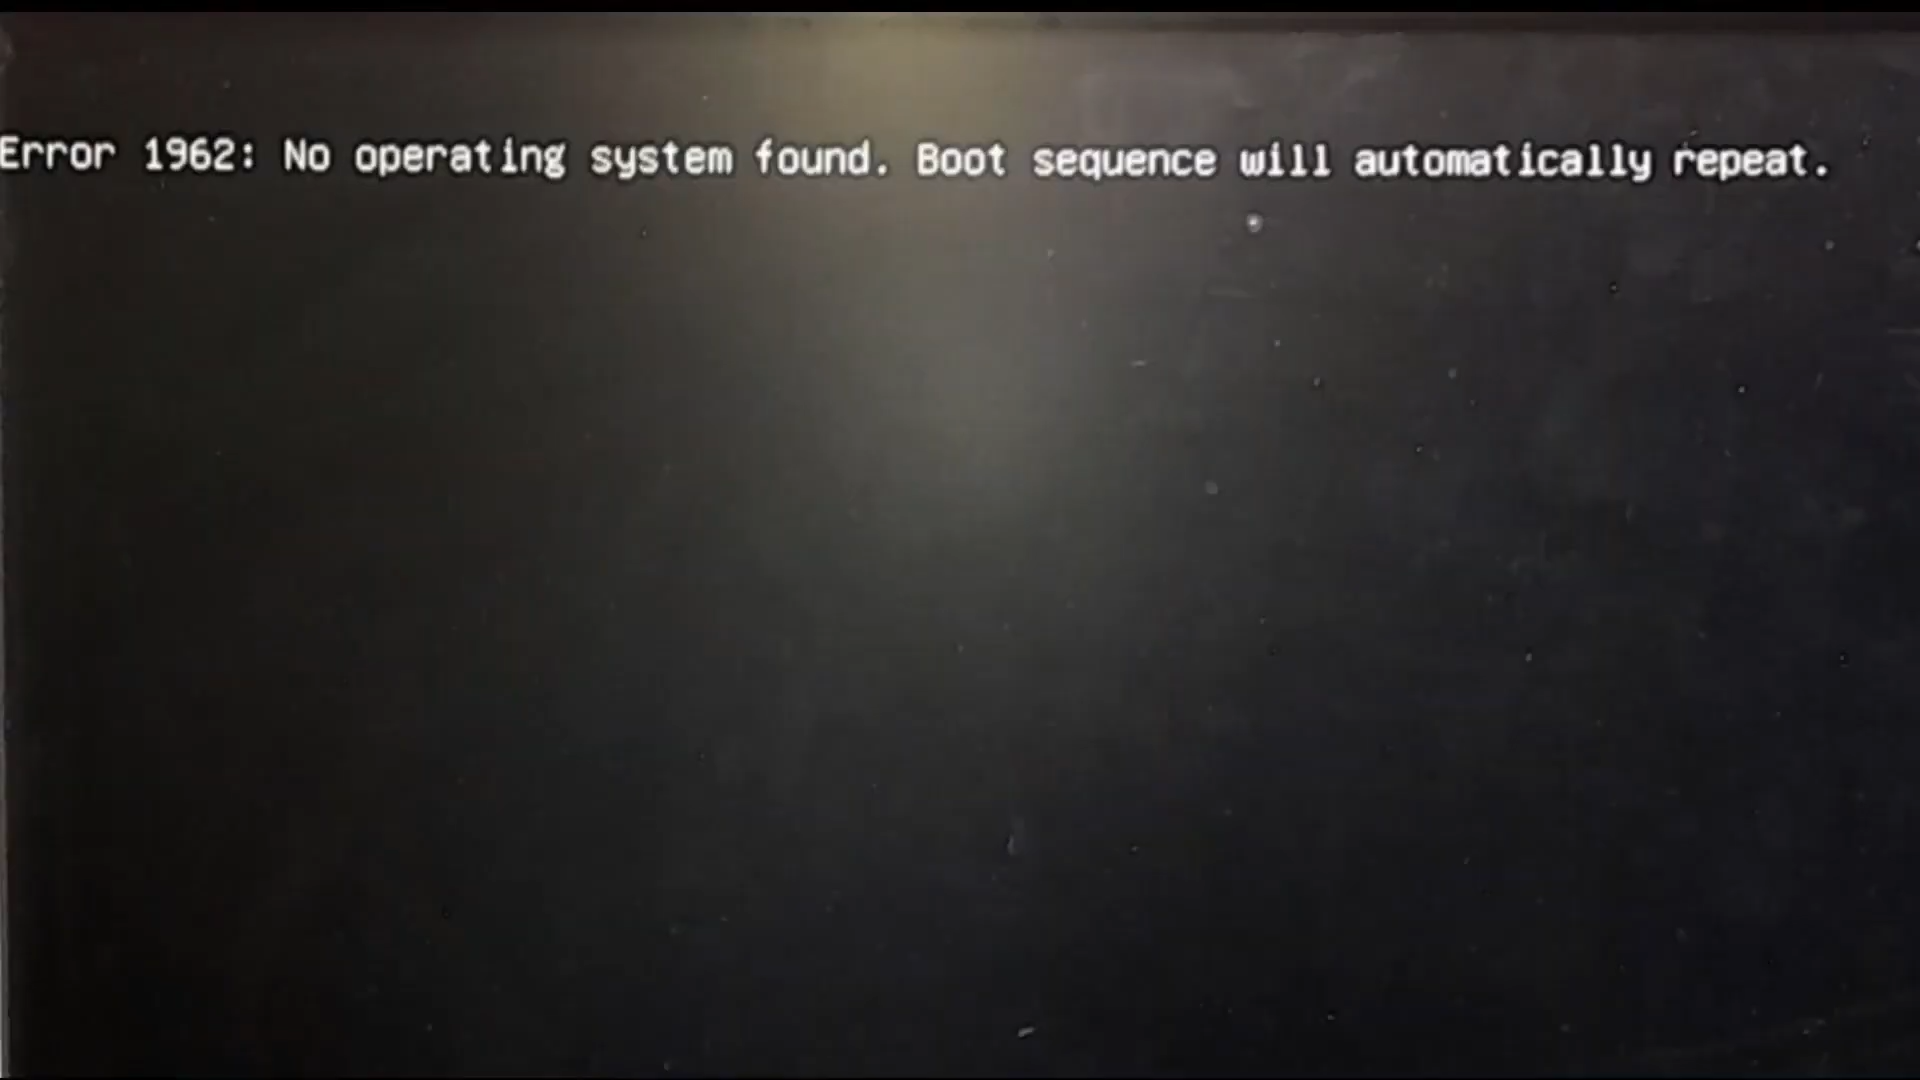 Error 1962: No operating system found. Boot sequence will automatically repeat.